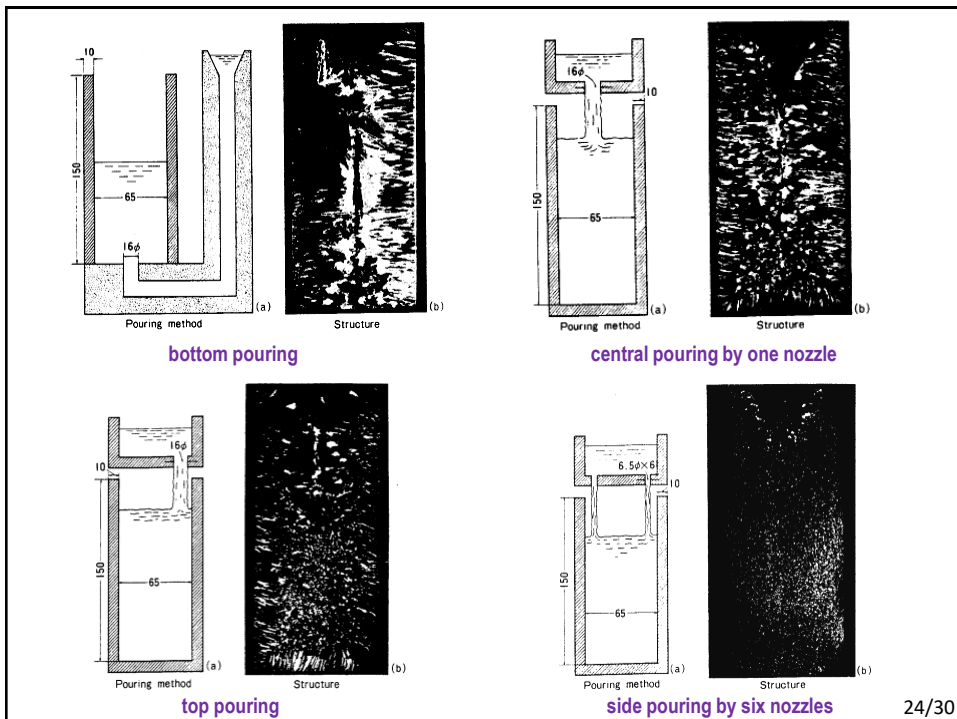 10
16φ
150
65
16φ
(a)
(b)
Pouring method
Structure
bottom pouring
16φ
10
150
65
(a)
(b)
Pouring method
Structure
central pouring by one nozzle
16φ
10
150
65
(a)
(b)
Pouring method
Structure
top pouring
6.5φ×6
10
150
65
(a)
(b)
Pouring method
Structure
side pouring by six nozzles
24/30